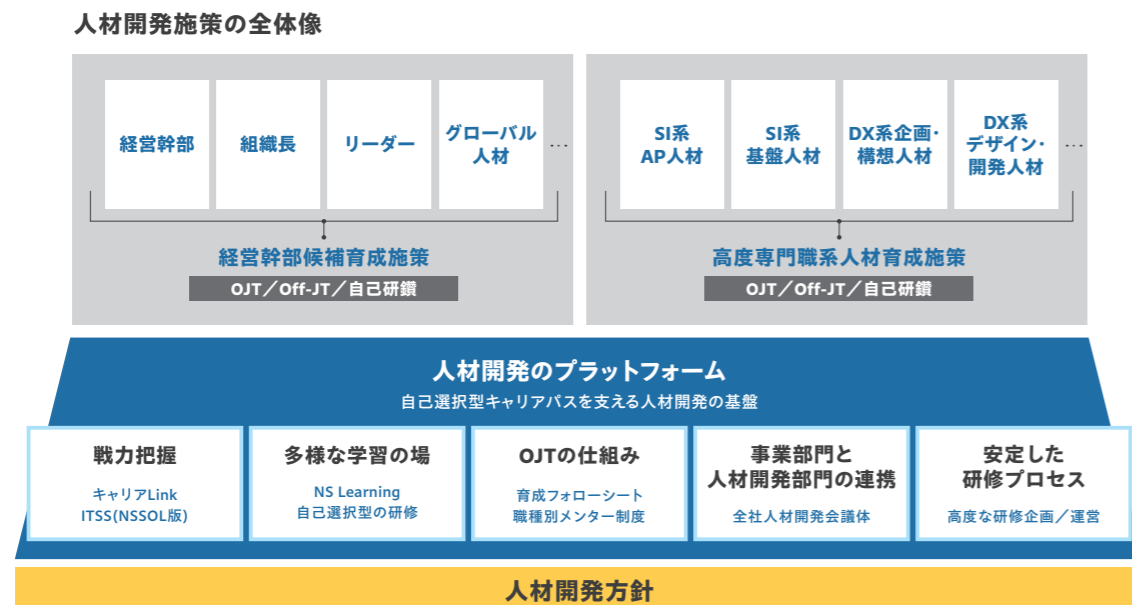 人材開発施策の全体像
経営幹部
組織長
リーダー
グローバル
人材
...
経営幹部候補育成施策
OJT／Off-JT／自己研鑽
SI系
AP人材
SI系
基盤人材
DX系企画・
構想人材
DX系
デザイン・
開発人材
...
高度専門職系人材育成施策
OJT／Off-JT／自己研鑽
人材開発のプラットフォーム
自己選択型キャリアパスを支える人材開発の基盤
戦力把握
キャリアLink
ITSS(NSSOL版)
多様な学習の場
NS Learning
自己選択型の研修
OJTの仕組み
育成フォローシート
職種別メンター制度
事業部門と
人材開発部門の連携
全社人材開発会議体
安定した
研修プロセス
高度な研修企画／運営
人材開発方針